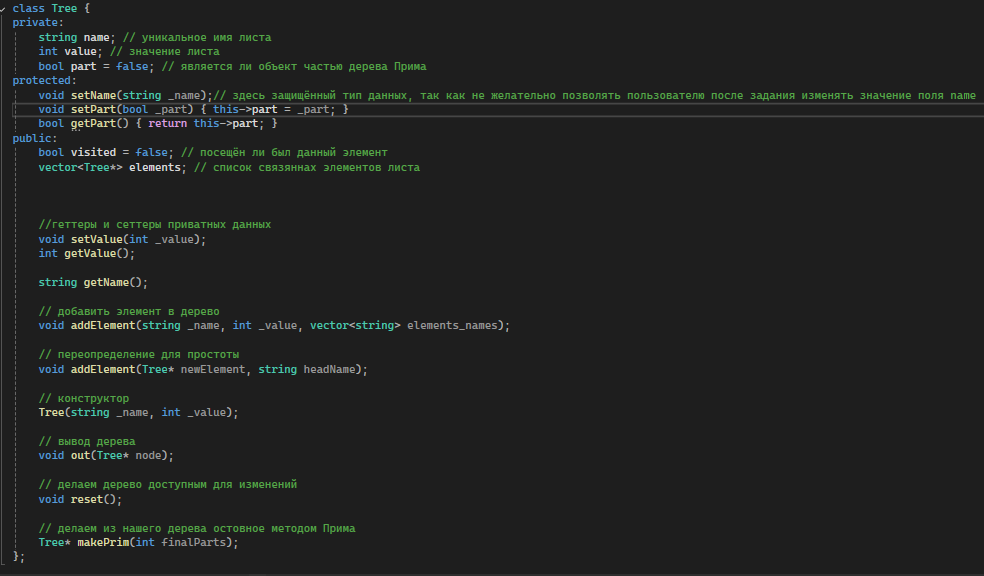 class Tree {
private:
string name; // уникальное имя листа
int value; // значение листа
bool part = false; // является ли объект частью дерева Прима
protected:
void setName(string _name);// здесь защищённый тип данных, так как не желательно позволять пользователю после задания изменять значение поля name
void setPart(bool _part) { this->part = _part; }
bool getPart() { return this->part; }
public:
bool visited = false; // посещён ли был данный элемент
vector<Tree*> elements; // список связяннах элементов листа
//геттеры и сеттеры приватных данных
void setValue(int _value);
int getValue();
string getName();
// добавить элемент в дерево
void addElement(string _name, int _value, vector<string> elements_names);
// переопределение для простоты
void addElement(Tree* newElement, string headName);
// конструктор
Tree(string _name, int _value);
// вывод дерева
void out(Tree* node);
// делаем дерево доступным для изменений
void reset();
// делаем из нашего дерева остовное методом Прима
Tree* makePrim(int finalParts);
};